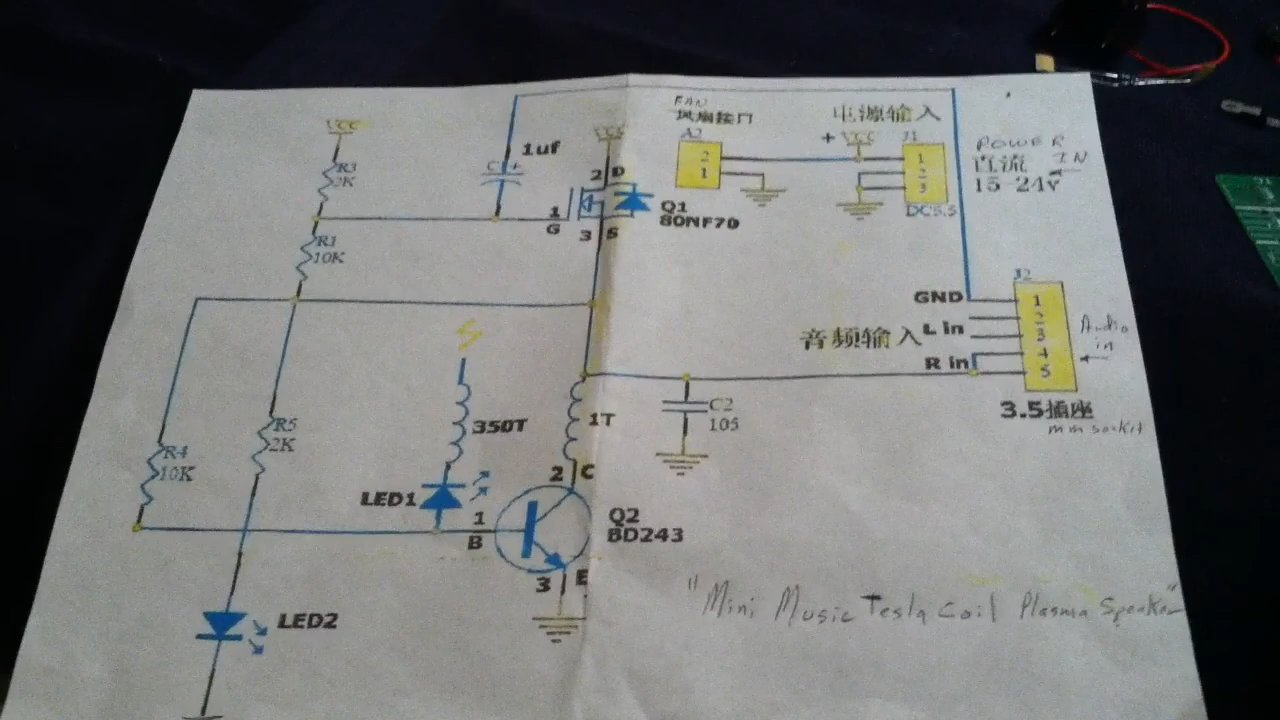 VCC
R3
2K
1uf
C
+
VCC
2 D
1
G
3 S
Q1
80NF70
FAN
风扇接口
A2
2
1
电源输入
+ VCC
J1
1
2
3
DC5.5
POWER
IN
直流
15-24v
R1
10K
J2
GND
1
2
音频输入
L in
3
4
R in
5
Audio
in
3.5插座
mm socket
R4
10K
R5
2K
350T
1T
C2
105
LED1
2 C
1
B
Q2
BD243
3 E
LED2
"Mini Music Tesla Coil Plasma Speaker"